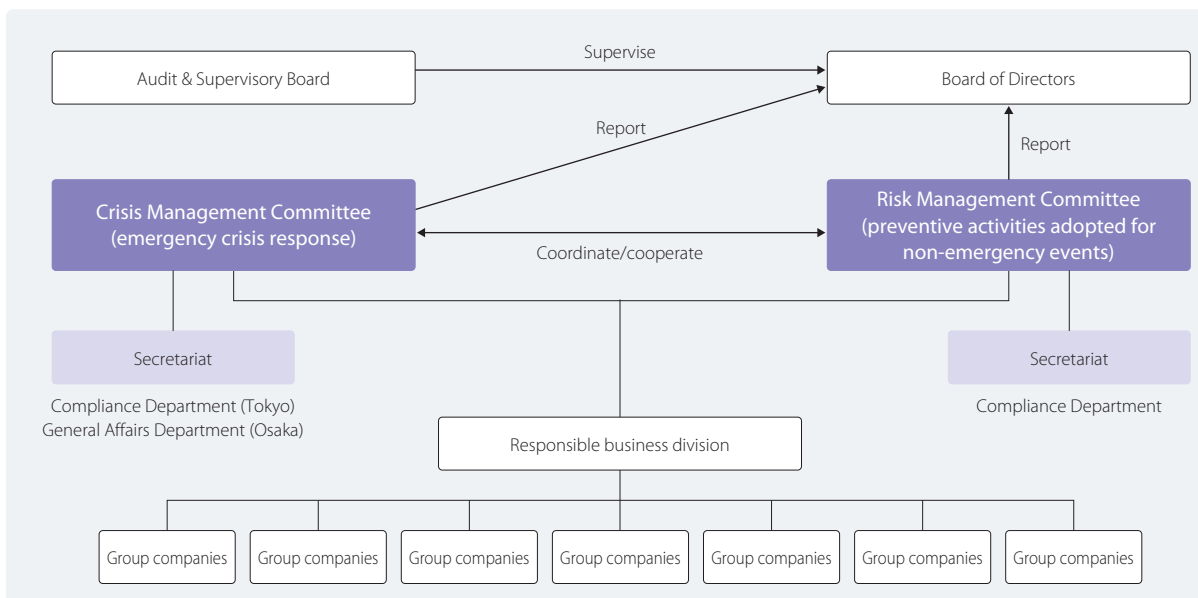 Supervise
Audit & Supervisory Board
Board of Directors
Report
Report
Crisis Management Committee
(emergency crisis response)
Risk Management Committee
(preventive activities adopted for
non-emergency events)
Coordinate/cooperate
Secretariat
Secretariat
Compliance Department (Tokyo)
General Affairs Department (Osaka)
Compliance Department
Responsible business division
Group companies
Group companies
Group companies
Group companies
Group companies
Group companies
Group companies